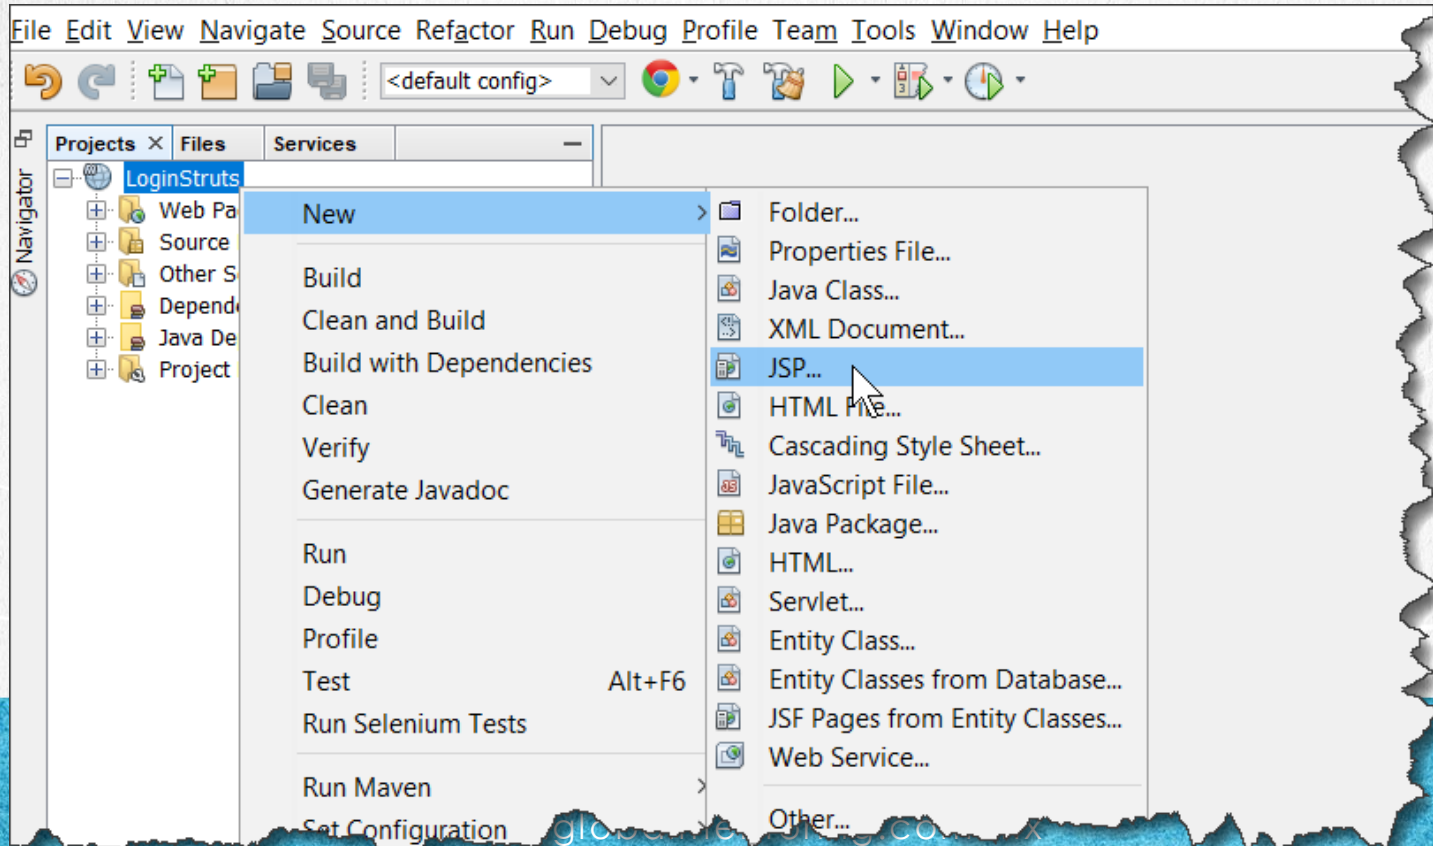 File Edit View Navigate Source Refactor Run Debug Profile Team Tools Window Help
<default config>
Projects Files Services
Navigator
LoginStruts
Web Pa
Source
Other S
Depende
Java De
Project
New
Build
Clean and Build
Build with Dependencies
Clean
Verify
Generate Javadoc
Run
Debug
Profile
Test Alt+F6
Run Selenium Tests
Run Maven
Set Configuration
Folder...
Properties File...
Java Class...
XML Document...
JSP...
HTML File...
Cascading Style Sheet...
JavaScript File...
Java Package...
HTML...
Servlet...
Entity Class...
Entity Classes from Database...
JSF Pages from Entity Classes...
Web Service...
Other...